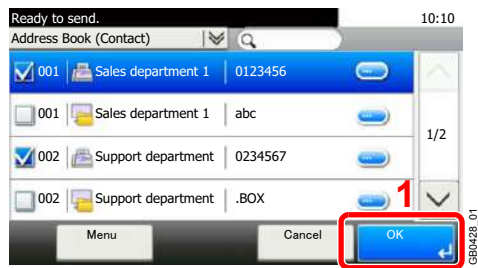 Ready to send. 10:10
Address Book (Contact)
001 Sales department 1 0123456
001 Sales department 1 abc
1/2
002 Support department 0234567
002 Support department .BOX
1
Menu Cancel OK
GB0428_01